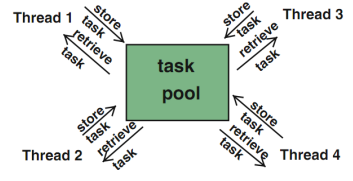 Thread 1
store
task
retrieve
task
store
task
retrieve
task
Thread 3
task
pool
store
task
retrieve
task
Thread 2
store
task
retrieve
task
Thread 4